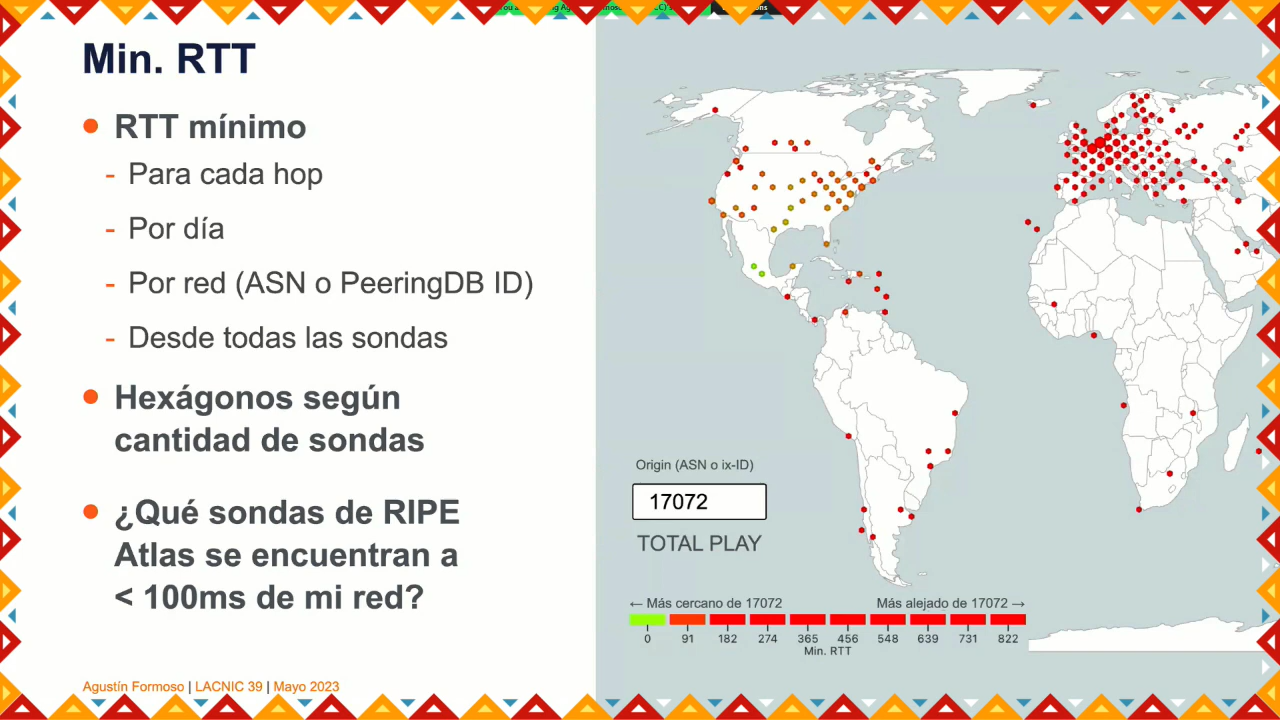 Min. RTT
RTT mínimo
- Para cada hop
- Por día
- Por red (ASN o PeeringDB ID)
- Desde todas las sondas
Hexágonos según
cantidad de sondas
¿Qué sondas de RIPE
Atlas se encuentran a
< 100ms de mi red?
Agustín Formoso | LACNIC 39 | Mayo 2023
Origin (ASN o ix-ID)
17072
TOTAL PLAY
← Más cercano de 17072 Más alejado de 17072 →
0 91 182 274 365 456 548 639 731 822
Min. RTT